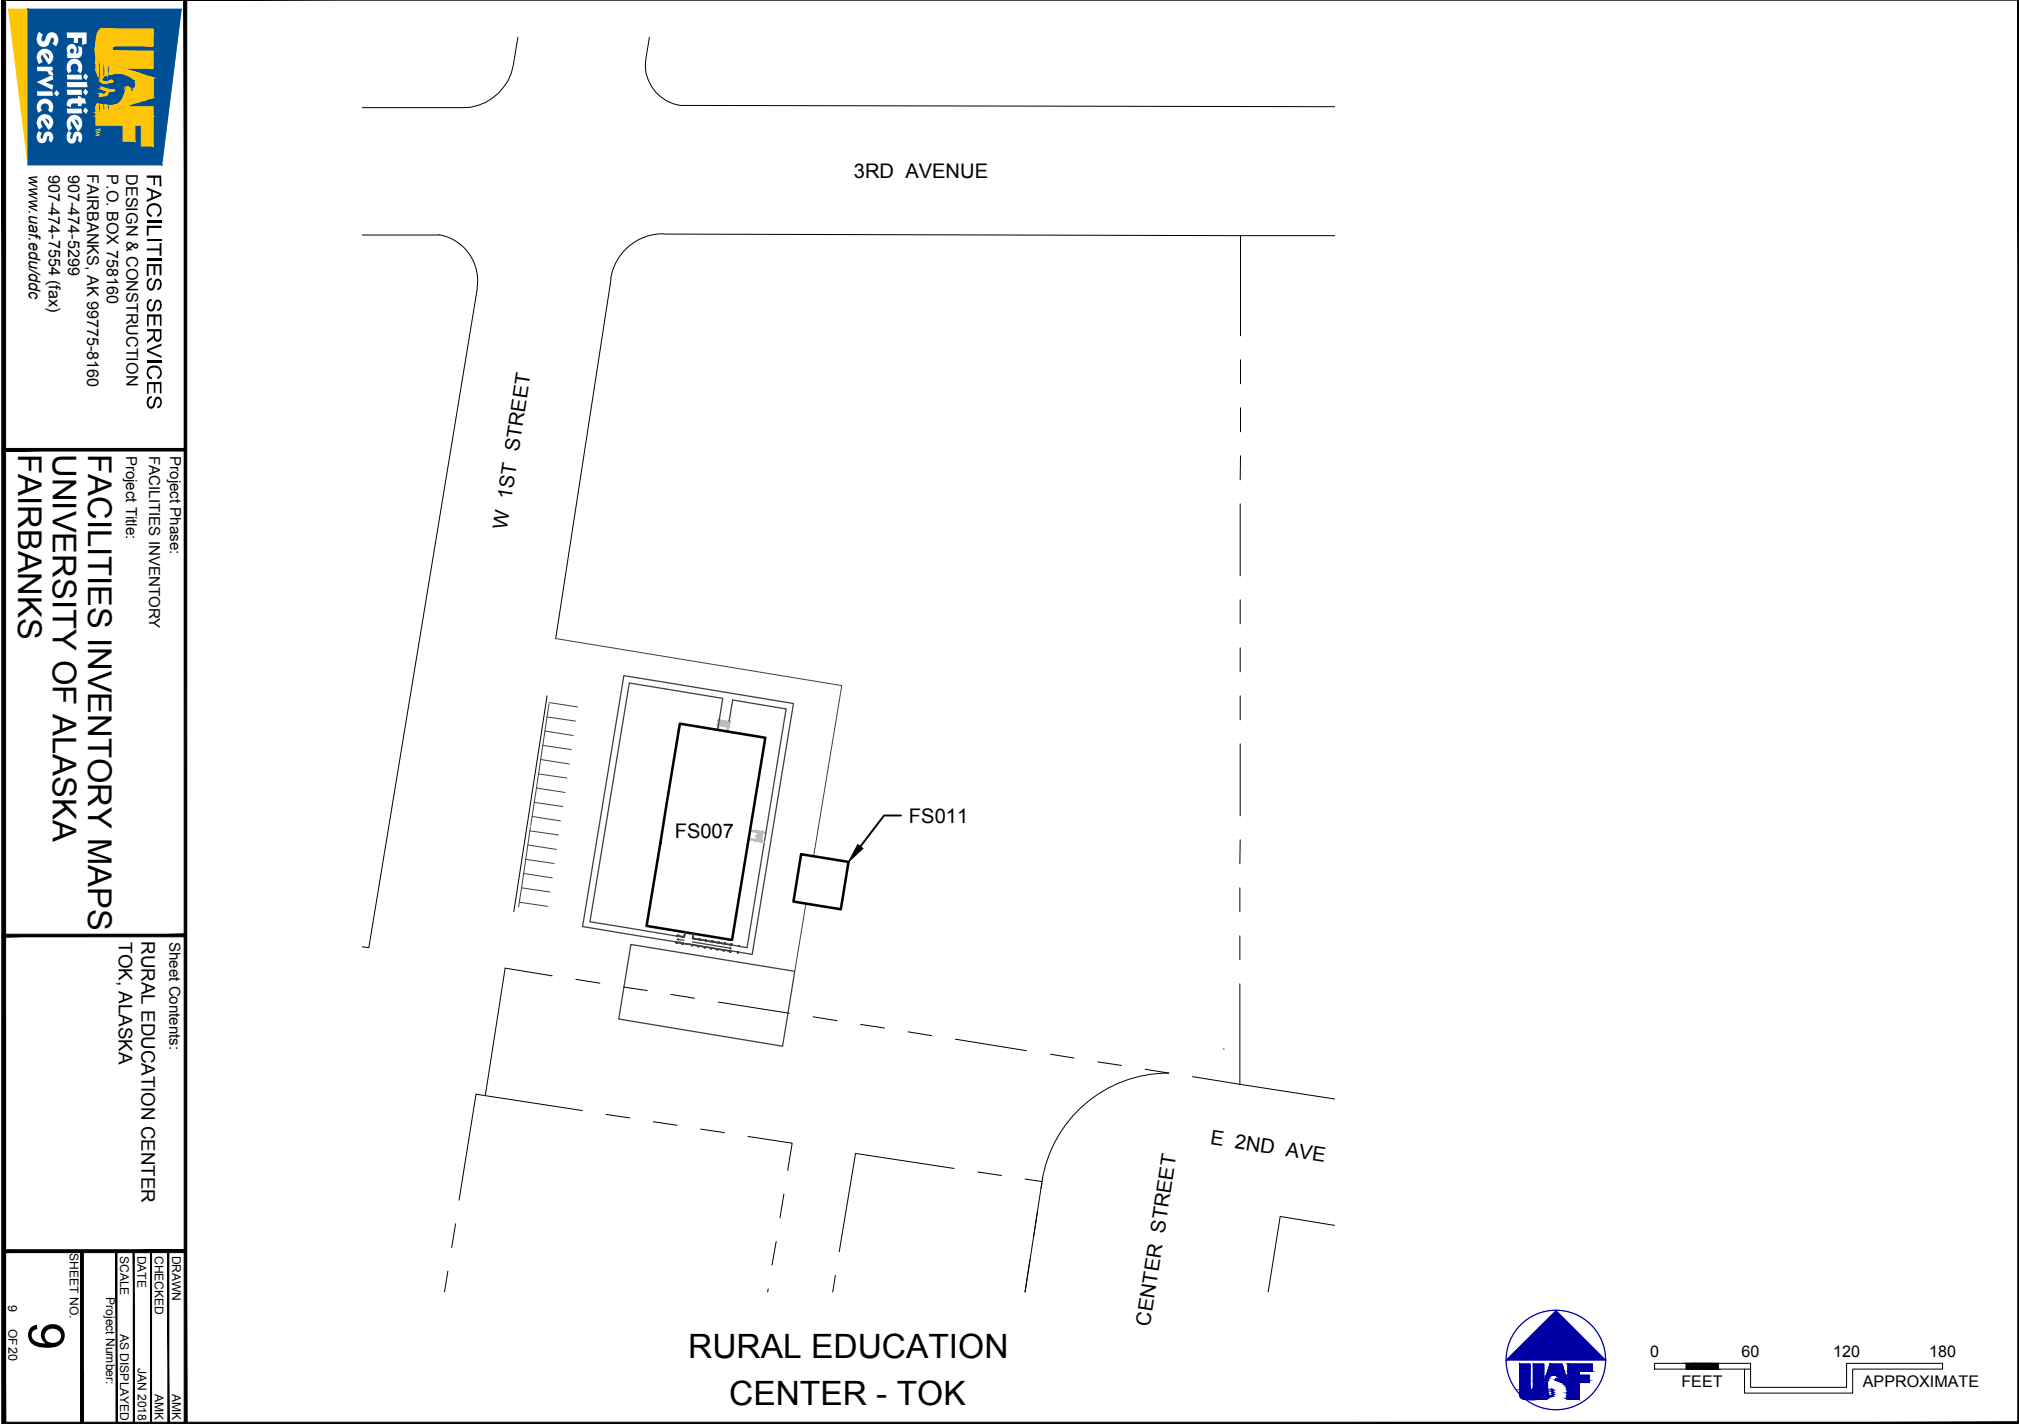 UAF
™
Facilities
Services
FACILITIES SERVICES
DESIGN & CONSTRUCTION
P.O. BOX 758160
FAIRBANKS, AK 99775-8160
907-474-5299
907-474-7554 (fax)
www.uaf.edu/ddc
Project Phase:
FACILITIES INVENTORY
Project Title:
FACILITIES INVENTORY MAPS
UNIVERSITY OF ALASKA
FAIRBANKS
Sheet Contents:
RURAL EDUCATION CENTER
TOK, ALASKA
DRAWN AMK
CHECKED AMK
DATE JAN 2018
SCALE AS DISPLAYED
Project Number:
SHEET NO.
9
9 OF 20
3RD AVENUE
W 1ST STREET
FS007
FS011
E 2ND AVE
CENTER STREET
RURAL EDUCATION
CENTER - TOK
UAF
0 60 120 180
FEET APPROXIMATE